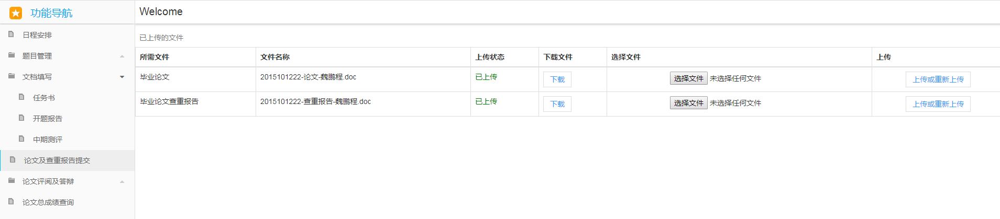 功能导航
Welcome
日程安排
题目管理
文档填写
任务书
开题报告
中期测评
论文及查重报告提交
论文评阅及答辩
论文总成绩查询
已上传的文件
所需文件 文件名称 上传状态 下载文件 选择文件 上传
毕业论文 2015101222-论文-魏鹏程.doc 已上传 下载 选择文件 未选择任何文件 上传或重新上传
毕业论文查重报告 2015101222-查重报告-魏鹏程.doc 已上传 下载 选择文件 未选择任何文件 上传或重新上传